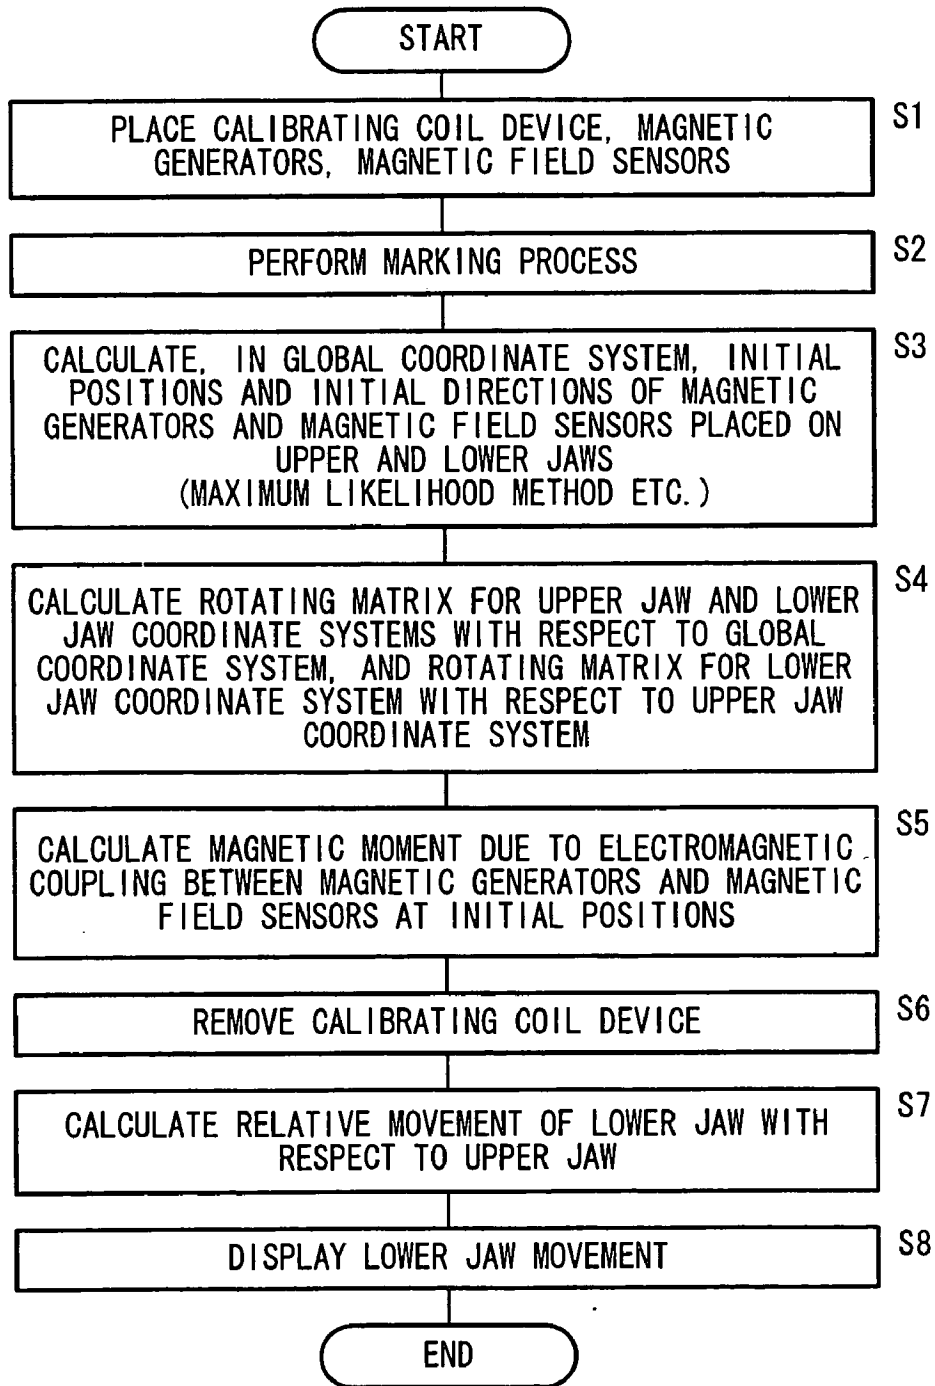 START
S1
PLACE CALIBRATING COIL DEVICE, MAGNETIC
GENERATORS, MAGNETIC FIELD SENSORS
S2
PERFORM MARKING PROCESS
S3
CALCULATE, IN GLOBAL COORDINATE SYSTEM, INITIAL
POSITIONS AND INITIAL DIRECTIONS OF MAGNETIC
GENERATORS AND MAGNETIC FIELD SENSORS PLACED ON
UPPER AND LOWER JAWS
(MAXIMUM LIKELIHOOD METHOD ETC.)
S4
CALCULATE ROTATING MATRIX FOR UPPER JAW AND LOWER
JAW COORDINATE SYSTEMS WITH RESPECT TO GLOBAL
COORDINATE SYSTEM, AND ROTATING MATRIX FOR LOWER
JAW COORDINATE SYSTEM WITH RESPECT TO UPPER JAW
COORDINATE SYSTEM
S5
CALCULATE MAGNETIC MOMENT DUE TO ELECTROMAGNETIC
COUPLING BETWEEN MAGNETIC GENERATORS AND MAGNETIC
FIELD SENSORS AT INITIAL POSITIONS
S6
REMOVE CALIBRATING COIL DEVICE
S7
CALCULATE RELATIVE MOVEMENT OF LOWER JAW WITH
RESPECT TO UPPER JAW
S8
DISPLAY LOWER JAW MOVEMENT
END